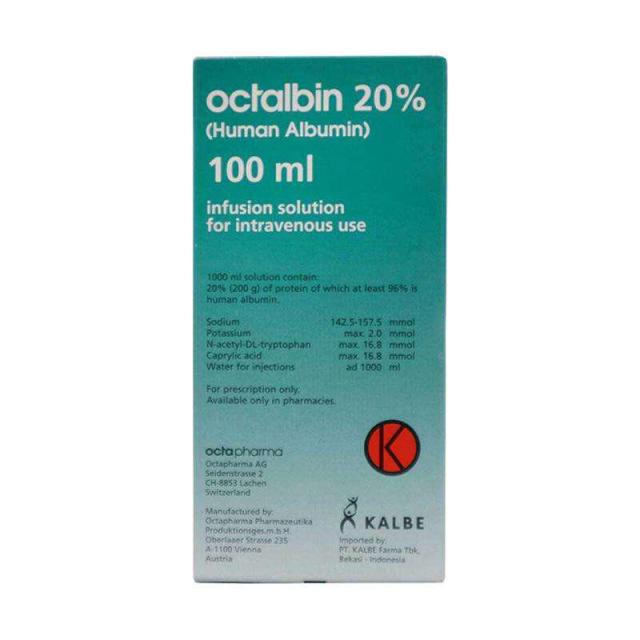 octalbin 20%
(Human Albumin)
100 ml
infusion solution
for intravenous use
1000 ml solution contain:
20% (200 g) of protein of which at least 96% is
human albumin.
Sodium 142.5-157.5 mmol
Potassium max. 2.0 mmol
N-acetyl-DL-tryptophan max. 16.8 mmol
Caprylic acid max. 16.8 mmol
Water for injections ad 1000 ml
For prescription only.
Available only in pharmacies.
K
octapharma
Octapharma AG
Seidenstrasse 2
CH-8853 Lachen
Switzerland
Manufactured by:
Octapharma Pharmazeutika
Produktionsges.m.b.H.
Oberlaaer Strasse 235
A-1100 Vienna
Austria
KALBE
Imported by:
PT. KALBE Farma Tbk,
Bekasi - Indonesia